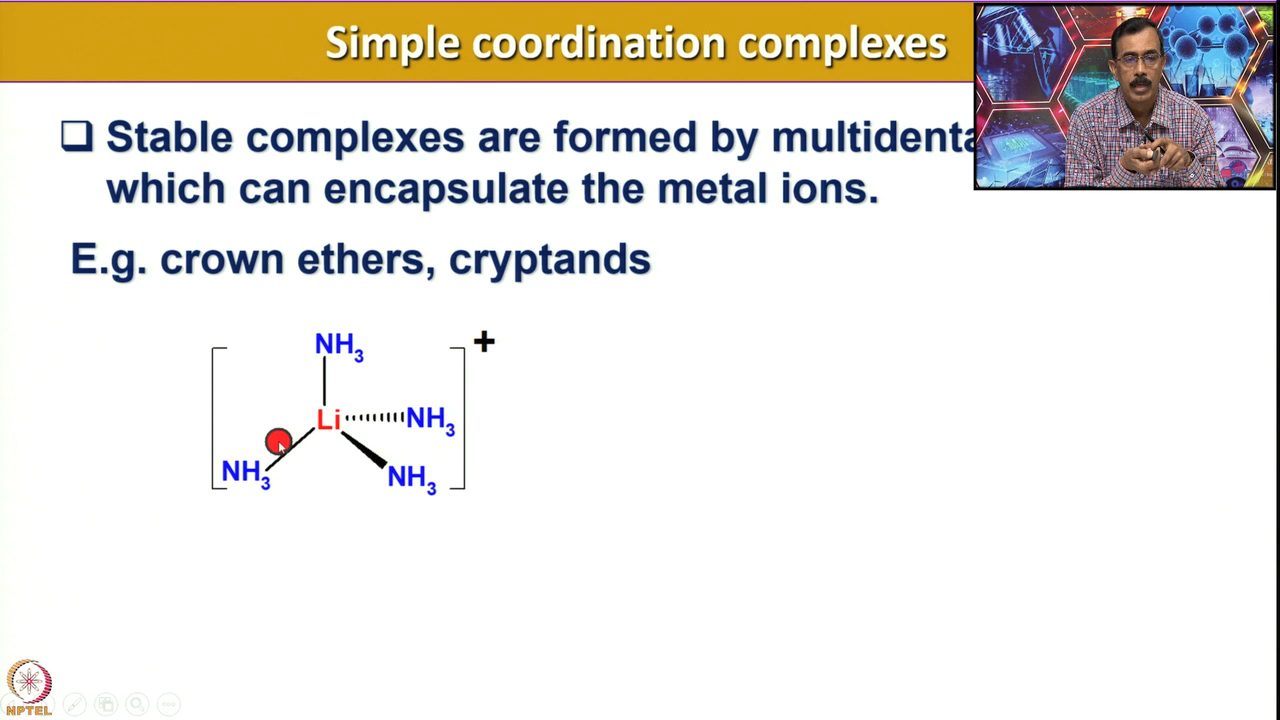 Simple coordination complexes
❑ Stable complexes are formed by
which can encapsulate the metal ions.
E.g. crown ethers, cryptands
NH3
+
Li
NH3
NH3
NH3
NPTEL